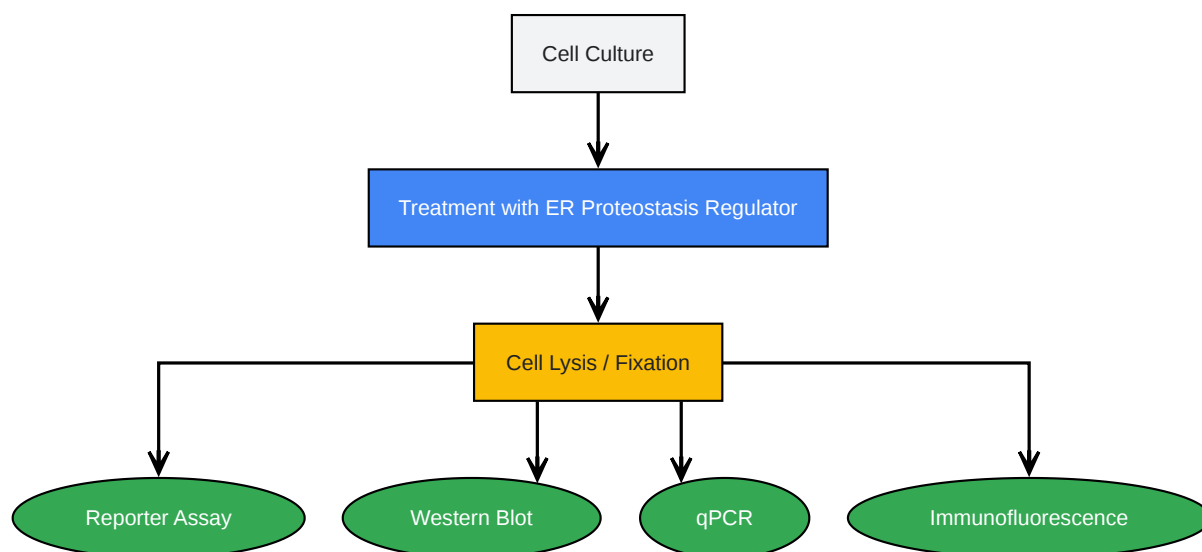 Cell Culture
Treatment with ER Proteostasis Regulator
Cell Lysis / Fixation
Reporter Assay
Western Blot
qPCR
Immunofluorescence